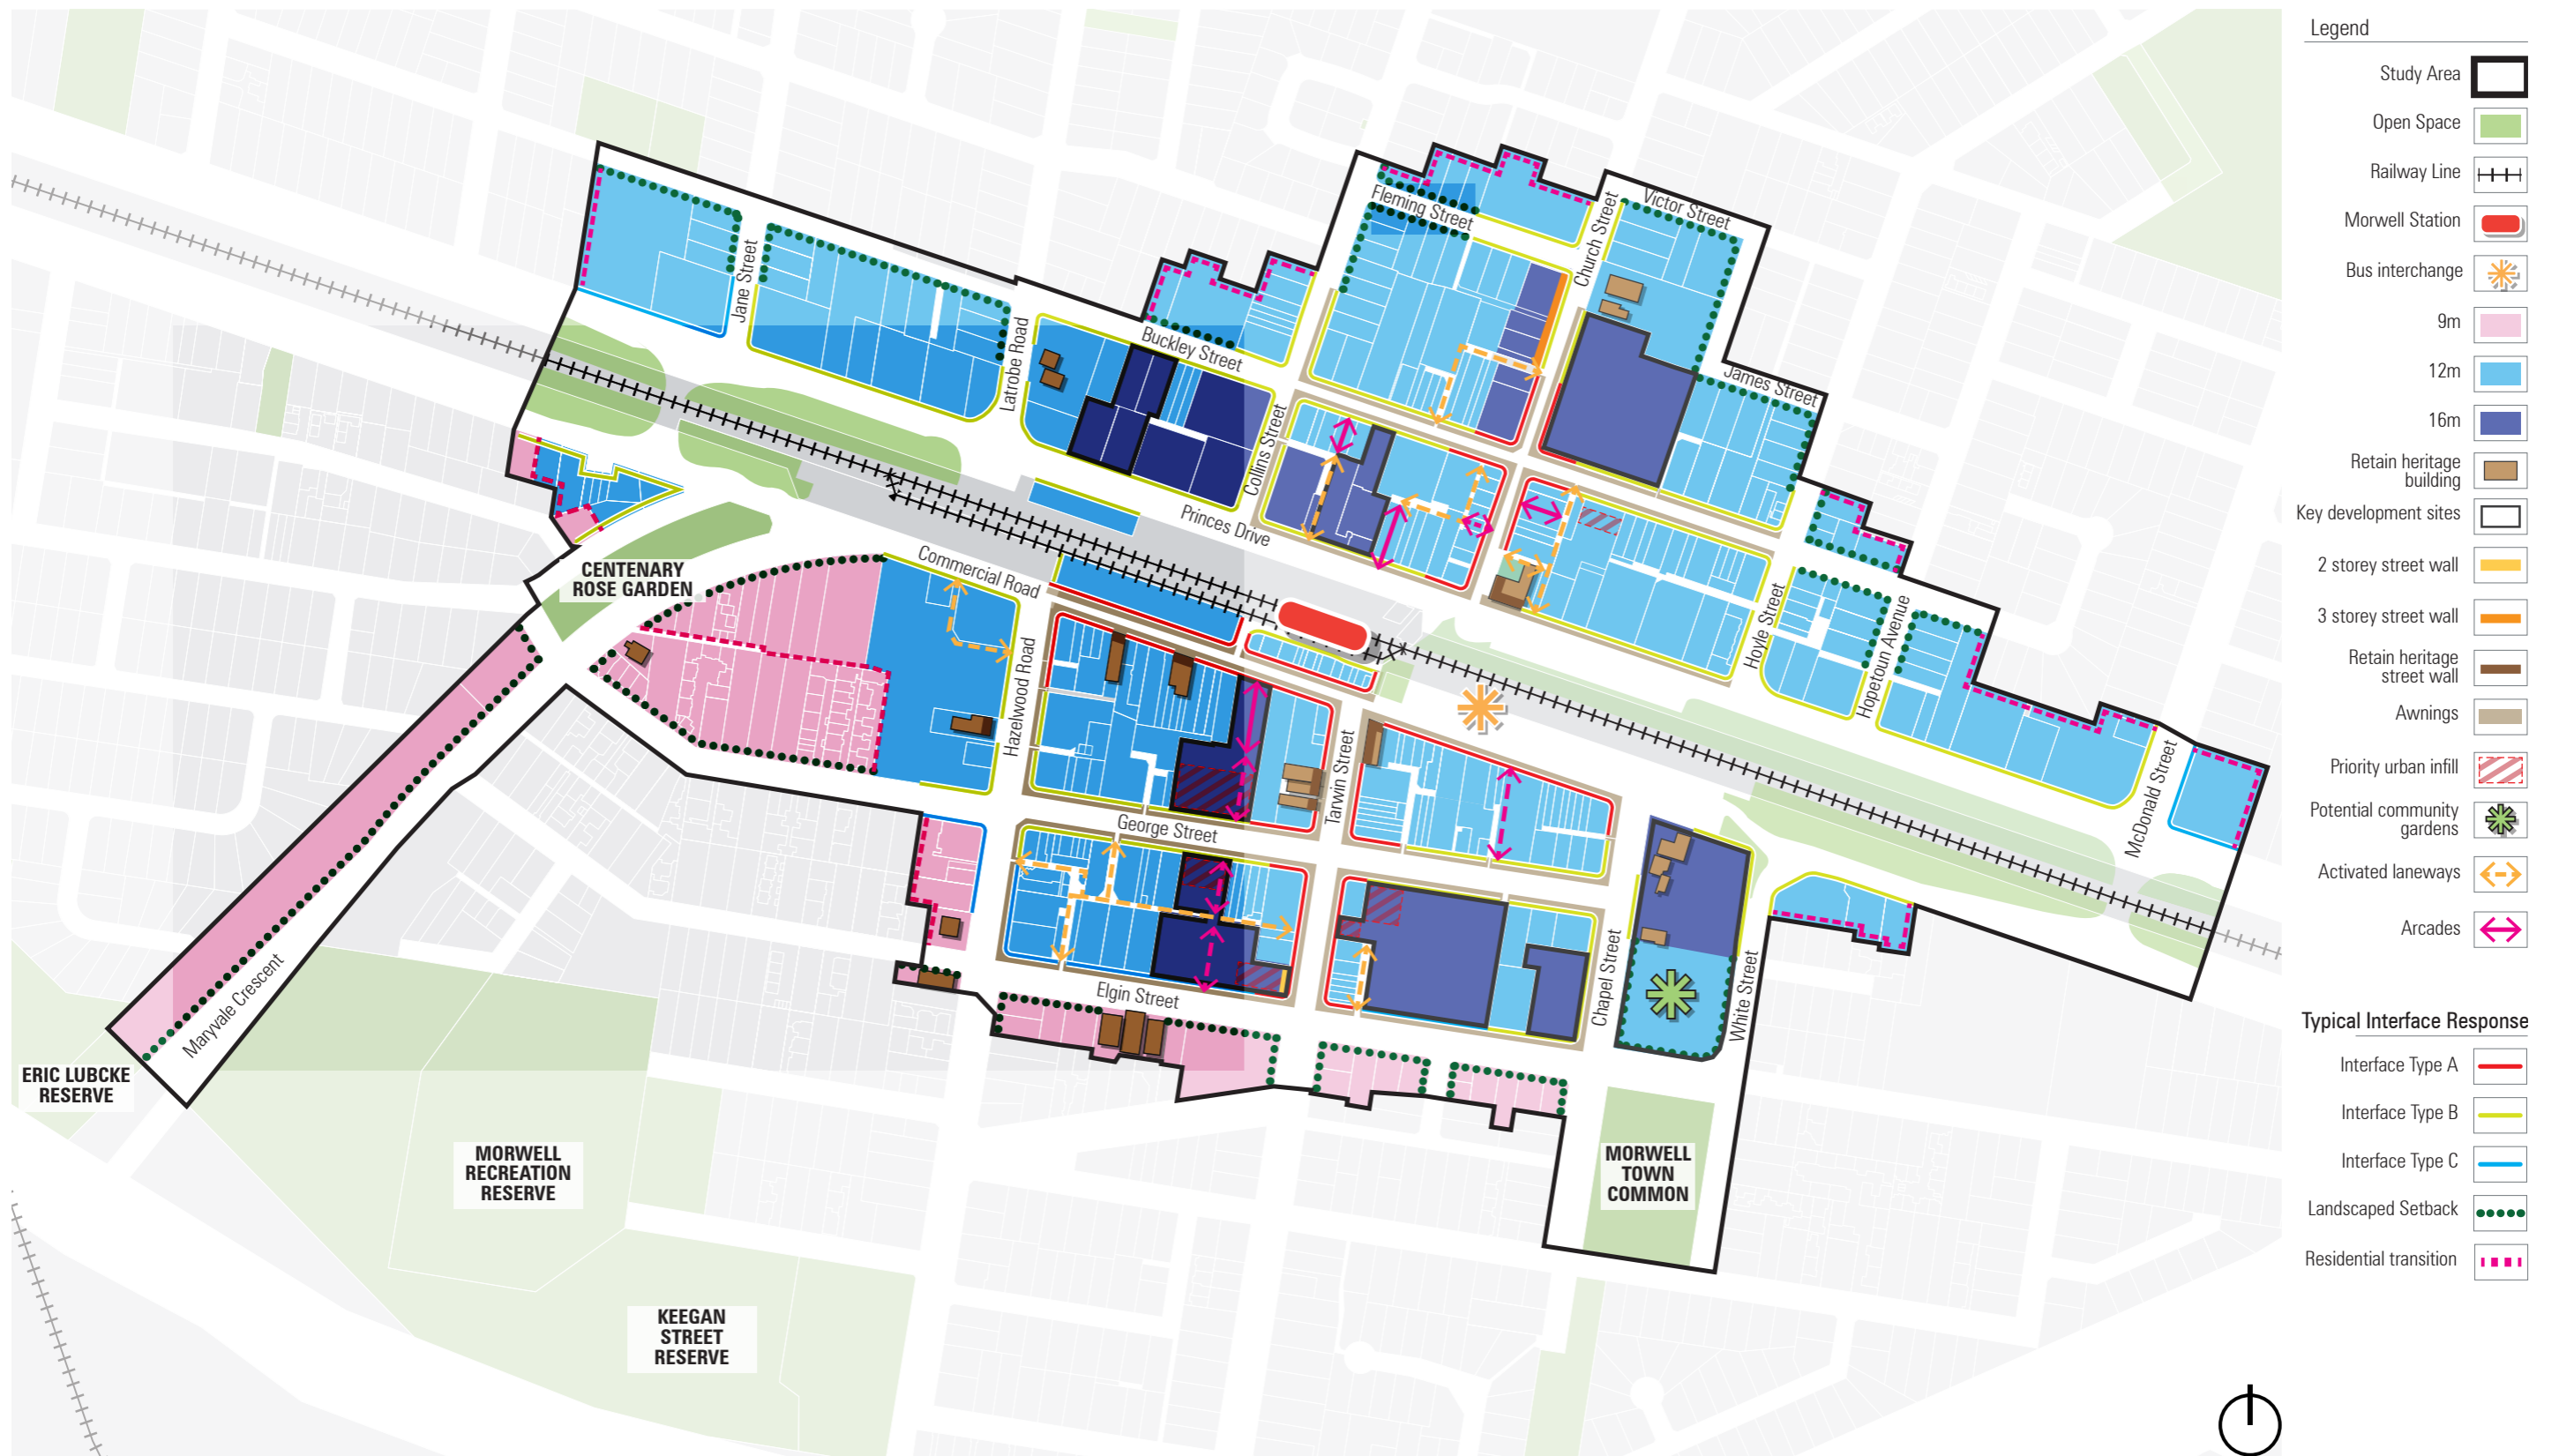 Fleming Street
Church Street
Victor Street
Jane Street
Latrobe Road
Buckley Street
James Street
Collins Street
Princes Drive
Commercial Road
CENTENARY
ROSE GARDEN
Hazelwood Road
Hoyle Street
Hopetoun Avenue
McDonald Street
Tarwin Street
George Street
Elgin Street
Chapel Street
White Street
Maryvale Crescent
ERIC LUBCKE
RESERVE
MORWELL
RECREATION
RESERVE
MORWELL
TOWN
COMMON
KEEGAN
STREET
RESERVE
Legend
Study Area
Open Space
Railway Line
Morwell Station
Bus interchange
9m
12m
16m
Retain heritage
building
Key development sites
2 storey street wall
3 storey street wall
Retain heritage
street wall
Awnings
Priority urban infill
Potential community
gardens
Activated laneways
Arcades
Typical Interface Response
Interface Type A
Interface Type B
Interface Type C
Landscaped Setback
Residential transition